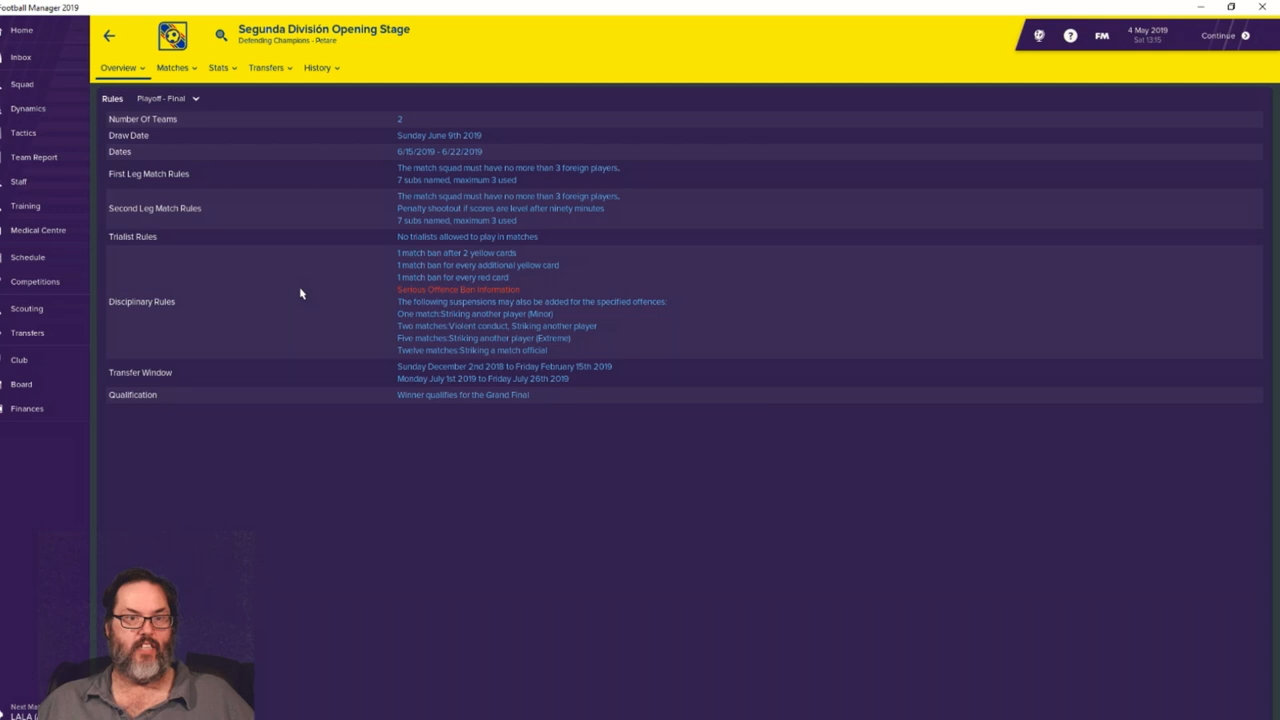 Football Manager 2019
Home
Inbox
Squad
Dynamics
Tactics
Team Report
Staff
Training
Medical Centre
Schedule
Competitions
Scouting
Transfers
Club
Board
Finances
Next Ma
LALA (
Segunda División Opening Stage
Defending Champions - Petare
Overview
Matches
Stats
Transfers
History
?
FM
4 May 2019
Sat 13:15
Continue
Rules Playoff - Final
Number Of Teams 2
Draw Date Sunday June 9th 2019
Dates 6/15/2019 - 6/22/2019
First Leg Match Rules
The match squad must have no more than 3 foreign players.
7 subs named, maximum 3 used
Second Leg Match Rules
The match squad must have no more than 3 foreign players.
Penalty shootout if scores are level after ninety minutes
7 subs named, maximum 3 used
Trialist Rules No trialists allowed to play in matches
Disciplinary Rules
1 match ban after 2 yellow cards
1 match ban for every additional yellow card
1 match ban for every red card
Serious Offence Ban Information
The following suspensions may also be added for the specified offences:
One match:Striking another player (Minor)
Two matches:Violent conduct, Striking another player
Five matches:Striking another player (Extreme)
Twelve matches:Striking a match official
Transfer Window
Sunday December 2nd 2018 to Friday February 15th 2019
Monday July 1st 2019 to Friday July 26th 2019
Qualification Winner qualifies for the Grand Final